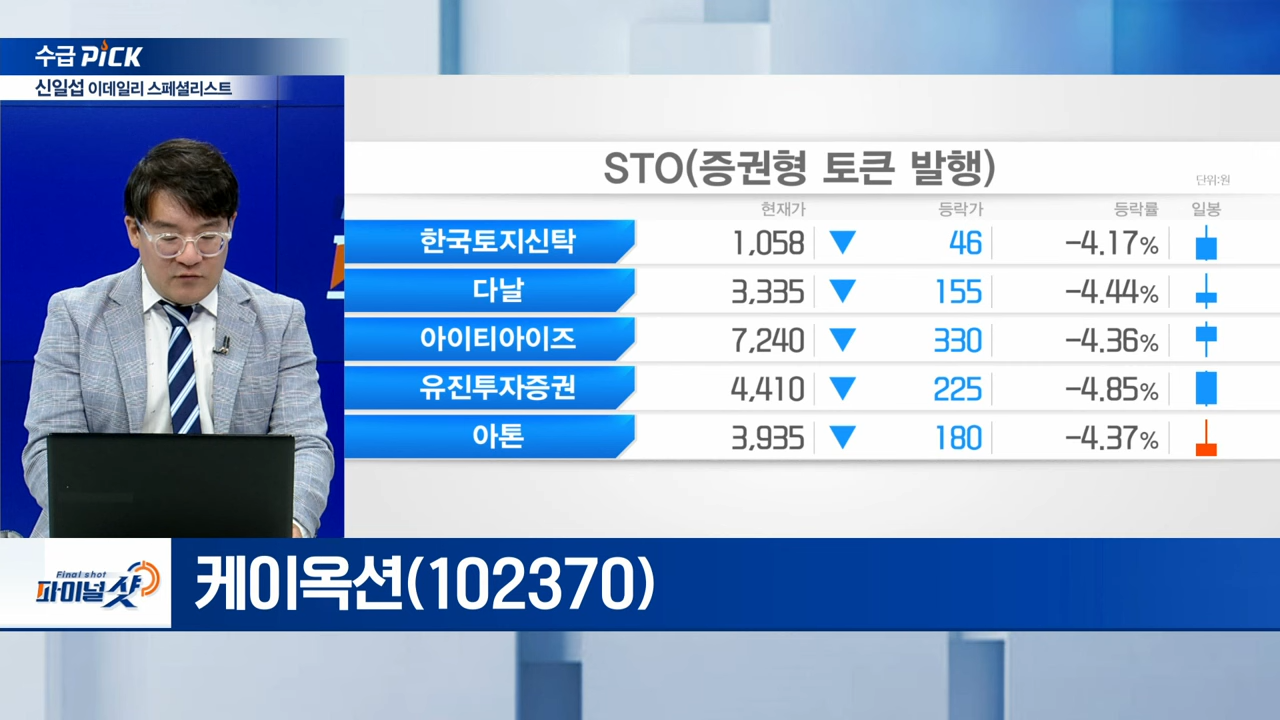 수급 PiCK
신일섭 이데일리 스페셜리스트
STO(증권형 토큰 발행)
단위:원
현재가 등락가 등락률 일봉
한국토지신탁 1,058 ▼ 46 -4.17%
다날 3,335 ▼ 155 -4.44%
아이티아이즈 7,240 ▼ 330 -4.36%
유진투자증권 4,410 ▼ 225 -4.85%
아톤 3,935 ▼ 180 -4.37%
Final shot
파이널샷
케이옥션(102370)